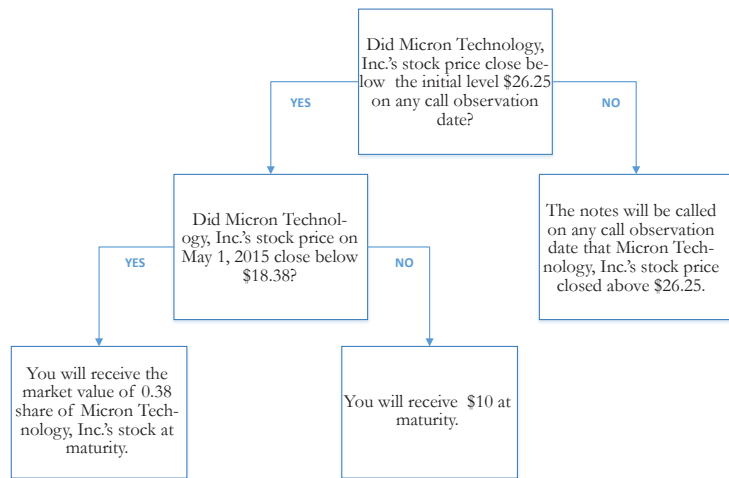 Did Micron Technology,
Inc.'s stock price close be-
low the initial level $26.25
on any call observation
date?
YES
NO
Did Micron Technol-
ogy, Inc.'s stock price on
May 1, 2015 close below
$18.38?
The notes will be called
on any call observation
date that Micron Tech-
nology, Inc.'s stock price
closed above $26.25.
YES
NO
You will receive the
market value of 0.38
share of Micron Tech-
nology, Inc.'s stock at
maturity.
You will receive $10 at
maturity.